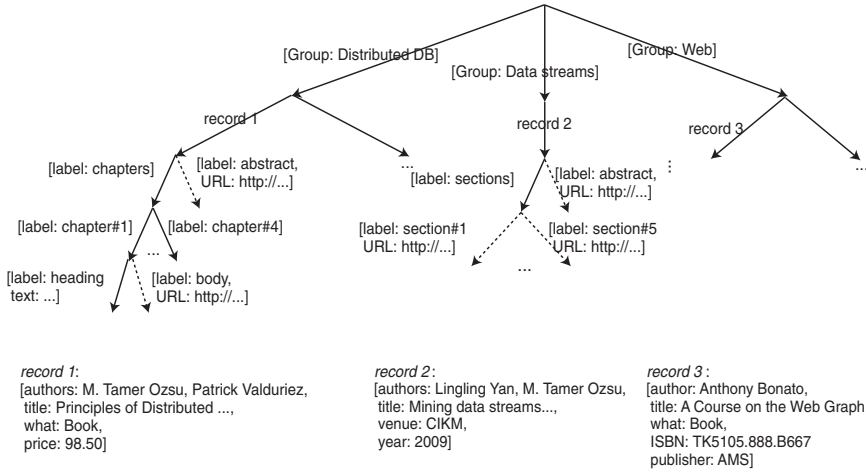 [Group: Distributed DB]
[Group: Data streams]
[Group: Web]
record 1
record 2
record 3
...
...
[label: chapters]
[label: abstract,
URL: http://...]
[label: sections]
[label: abstract,
URL: http://...]
...
[label: chapter#1]
[label: chapter#4]
[label: section#1
URL: http://...]
[label: section#5
URL: http://...]
...
...
[label: heading
text: ...]
[label: body,
URL: http://...]
record 1:
[authors: M. Tamer Ozsu, Patrick Valduriez,
title: Principles of Distributed ...,
what: Book,
price: 98.50]
record 2:
[authors: Lingling Yan, M. Tamer Ozsu,
title: Mining data streams...,
venue: CIKM,
year: 2009]
record 3 :
[author: Anthony Bonato,
title: A Course on the Web Graph
what: Book,
ISBN: TK5105.888.B667
publisher: AMS]